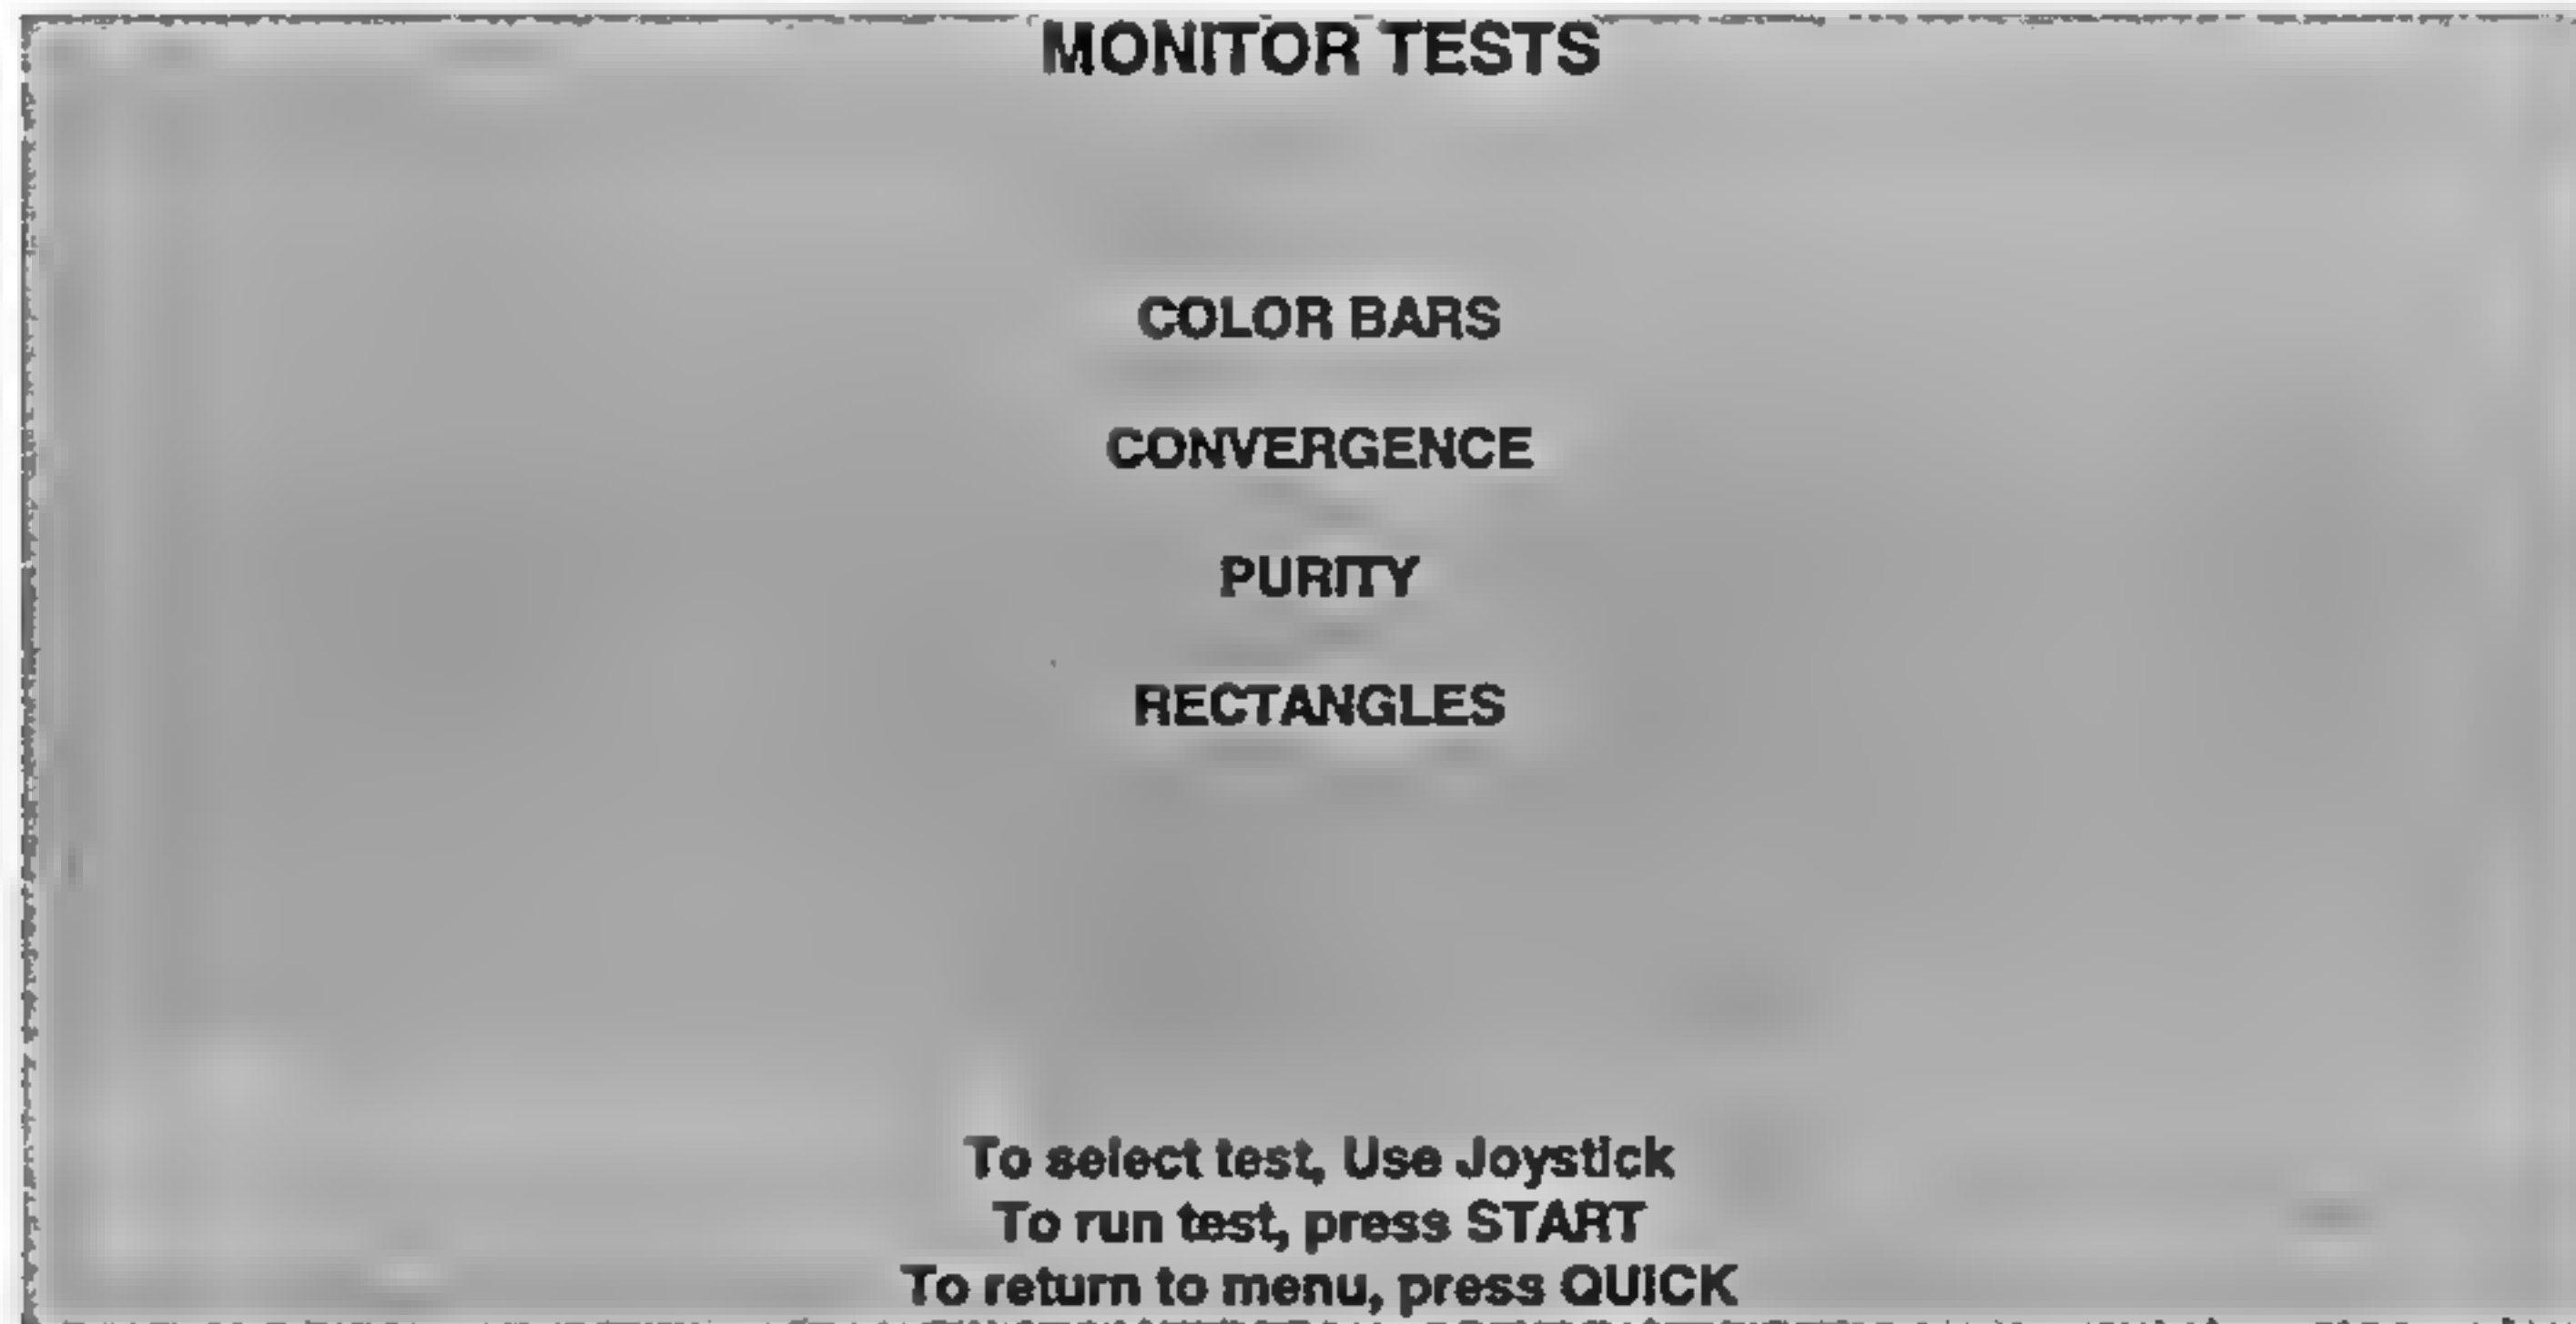 MONITOR TESTS
COLOR BARS
CONVERGENCE
PURITY
RECTANGLES
To select test, Use Joystick
To run test, press START
To return to menu, press QUICK